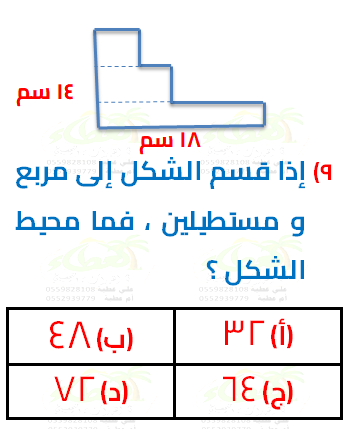 ١٤ سم
١٨ سم
٩) إذا قسم الشكل إلى مربع
و مستطيلين ، فما محيط
الشكل ؟
(أ) ٣٢
(ب) ٤٨
(ج) ٦٤
(د) ٧٢